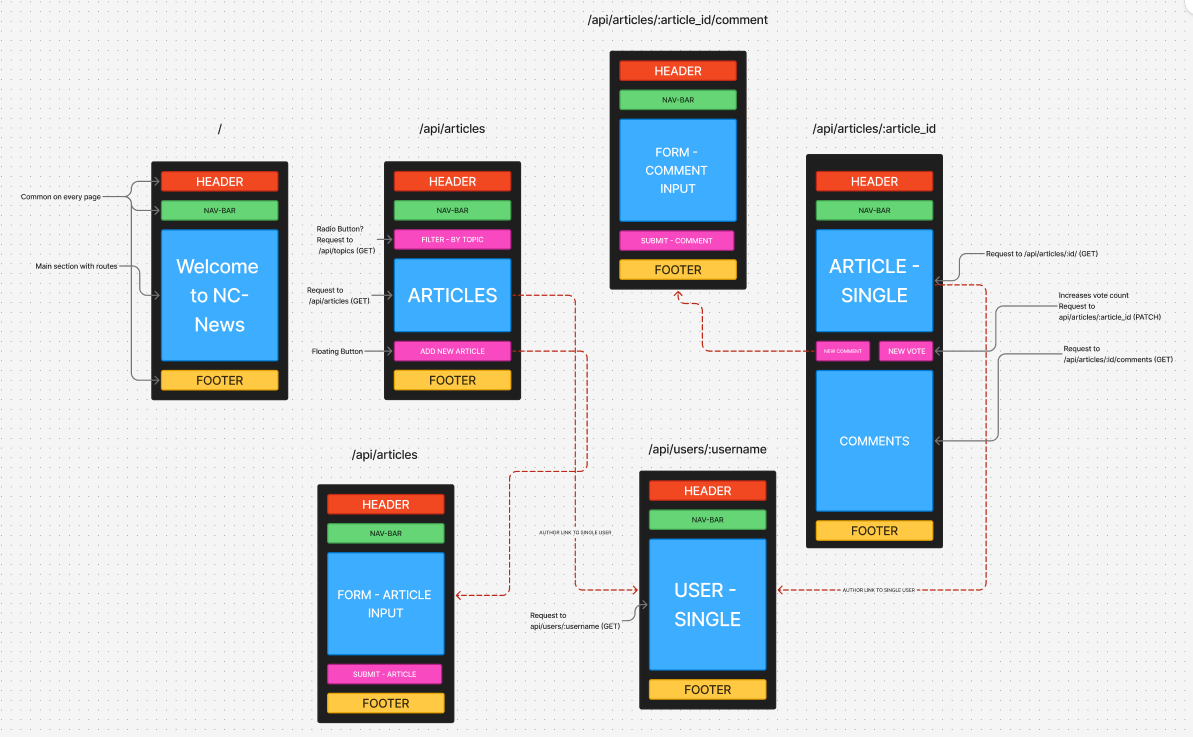 /api/articles/:article_id/comment
HEADER
NAV-BAR
FORM -
COMMENT
INPUT
SUBMIT - COMMENT
FOOTER
/
HEADER
NAV-BAR
Welcome
to NC-
News
FOOTER
Common on every page
Main section with routes
/api/articles
HEADER
NAV-BAR
FILTER - BY TOPIC
ARTICLES
ADD NEW ARTICLE
FOOTER
Radio Button?
Request to
/api/topics (GET)
Request to
/api/articles (GET)
Floating Button
/api/articles/:article_id
HEADER
NAV-BAR
ARTICLE -
SINGLE
NEW COMMENT
NEW VOTE
COMMENTS
FOOTER
Request to /api/articles/:id/ (GET)
Increases vote count
Request to
api/articles/:article_id (PATCH)
Request to
/api/articles/:id/comments (GET)
/api/articles
HEADER
NAV-BAR
FORM - ARTICLE
INPUT
SUBMIT - ARTICLE
FOOTER
AUTHOR LINK TO SINGLE USER
/api/users/:username
HEADER
NAV-BAR
USER -
SINGLE
FOOTER
Request to
api/users/:username (GET)
AUTHOR LINK TO SINGLE USER